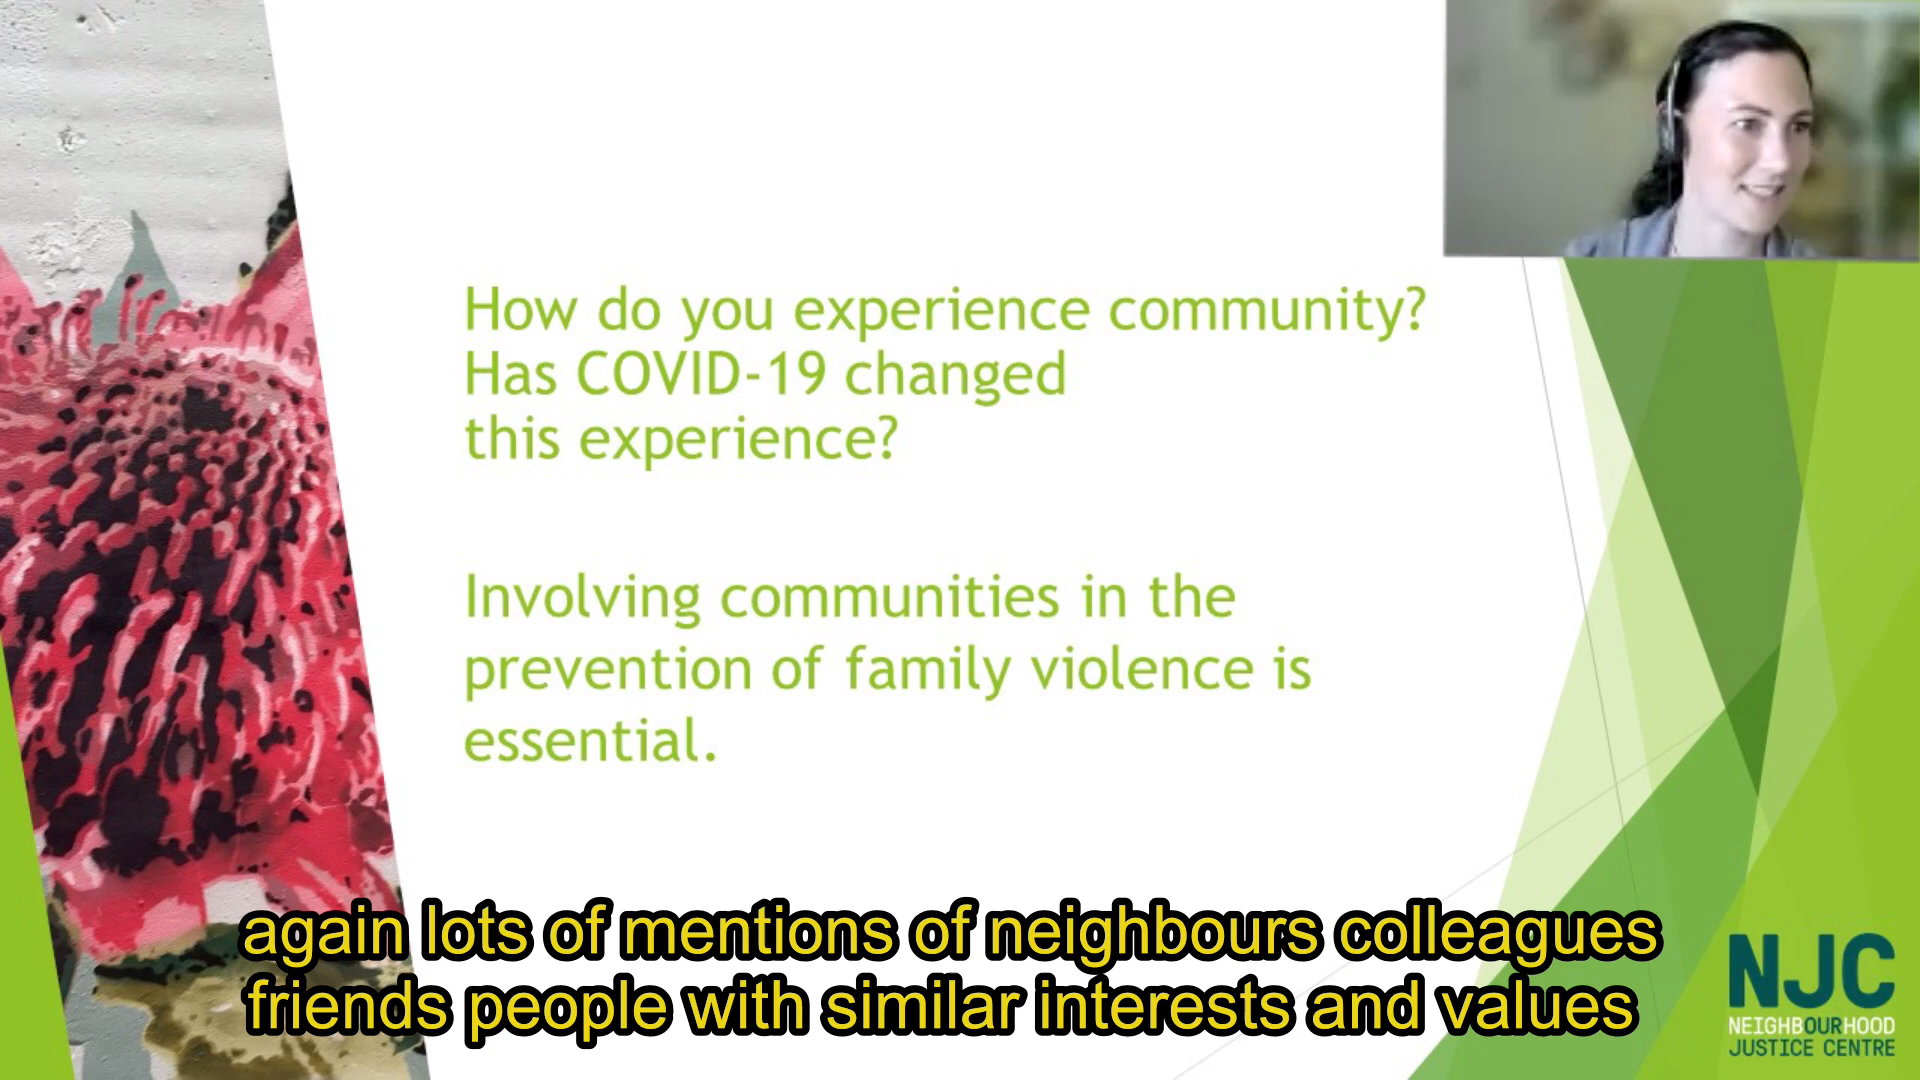 How do you experience community?
Has COVID-19 changed
this experience?
Involving communities in the
prevention of family violence is
essential.
again lots of mentions of neighbours colleagues
friends people with similar interests and values
NJC
NEIGHBOURHOOD
JUSTICE CENTRE